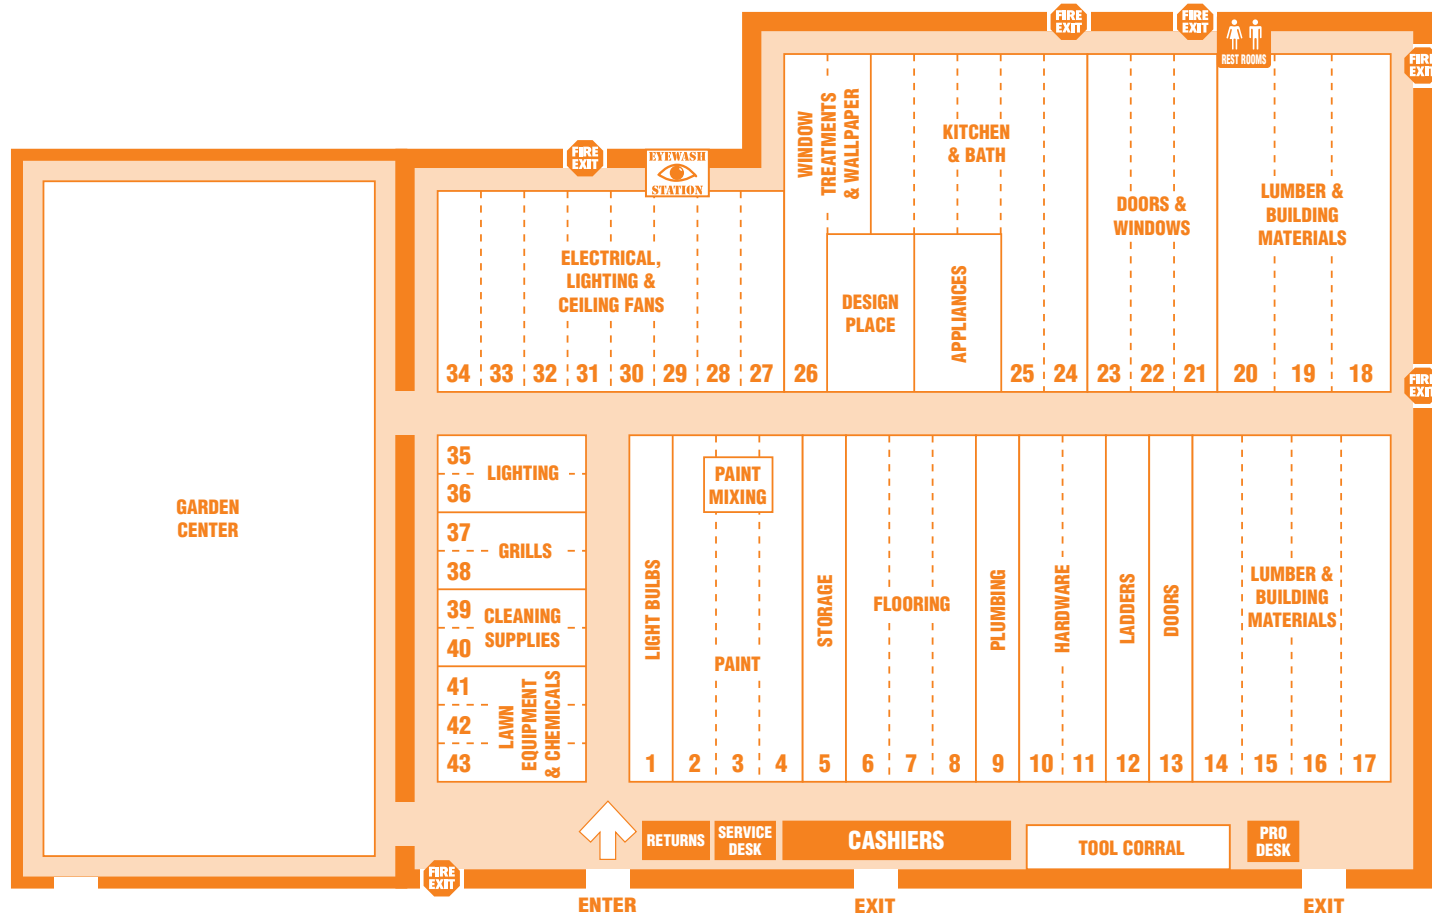 FIRE
EXIT
FIRE
EXIT
REST ROOMS
FIRE
EXIT
WINDOW
TREATMENTS
& WALLPAPER
KITCHEN
& BATH
FIRE
EXIT
EYEWASH
STATION
DOORS &
WINDOWS
LUMBER &
BUILDING
MATERIALS
ELECTRICAL,
LIGHTING &
CEILING FANS
DESIGN
PLACE
APPLIANCES
34 33 32 31 30 29 28 27 26 25 24 23 22 21 20 19 18
FIRE
EXIT
GARDEN
CENTER
35
LIGHTING
36
37
GRILLS
38
39
CLEANING
SUPPLIES
40
41
42
43
LAWN
EQUIPMENT
& CHEMICALS
LIGHT BULBS
PAINT
MIXING
PAINT
STORAGE
FLOORING
PLUMBING
HARDWARE
LADDERS
DOORS
LUMBER &
BUILDING
MATERIALS
1 2 3 4 5 6 7 8 9 10 11 12 13 14 15 16 17
RETURNS
SERVICE
DESK
CASHIERS
TOOL CORRAL
PRO
DESK
FIRE
EXIT
ENTER
EXIT
EXIT